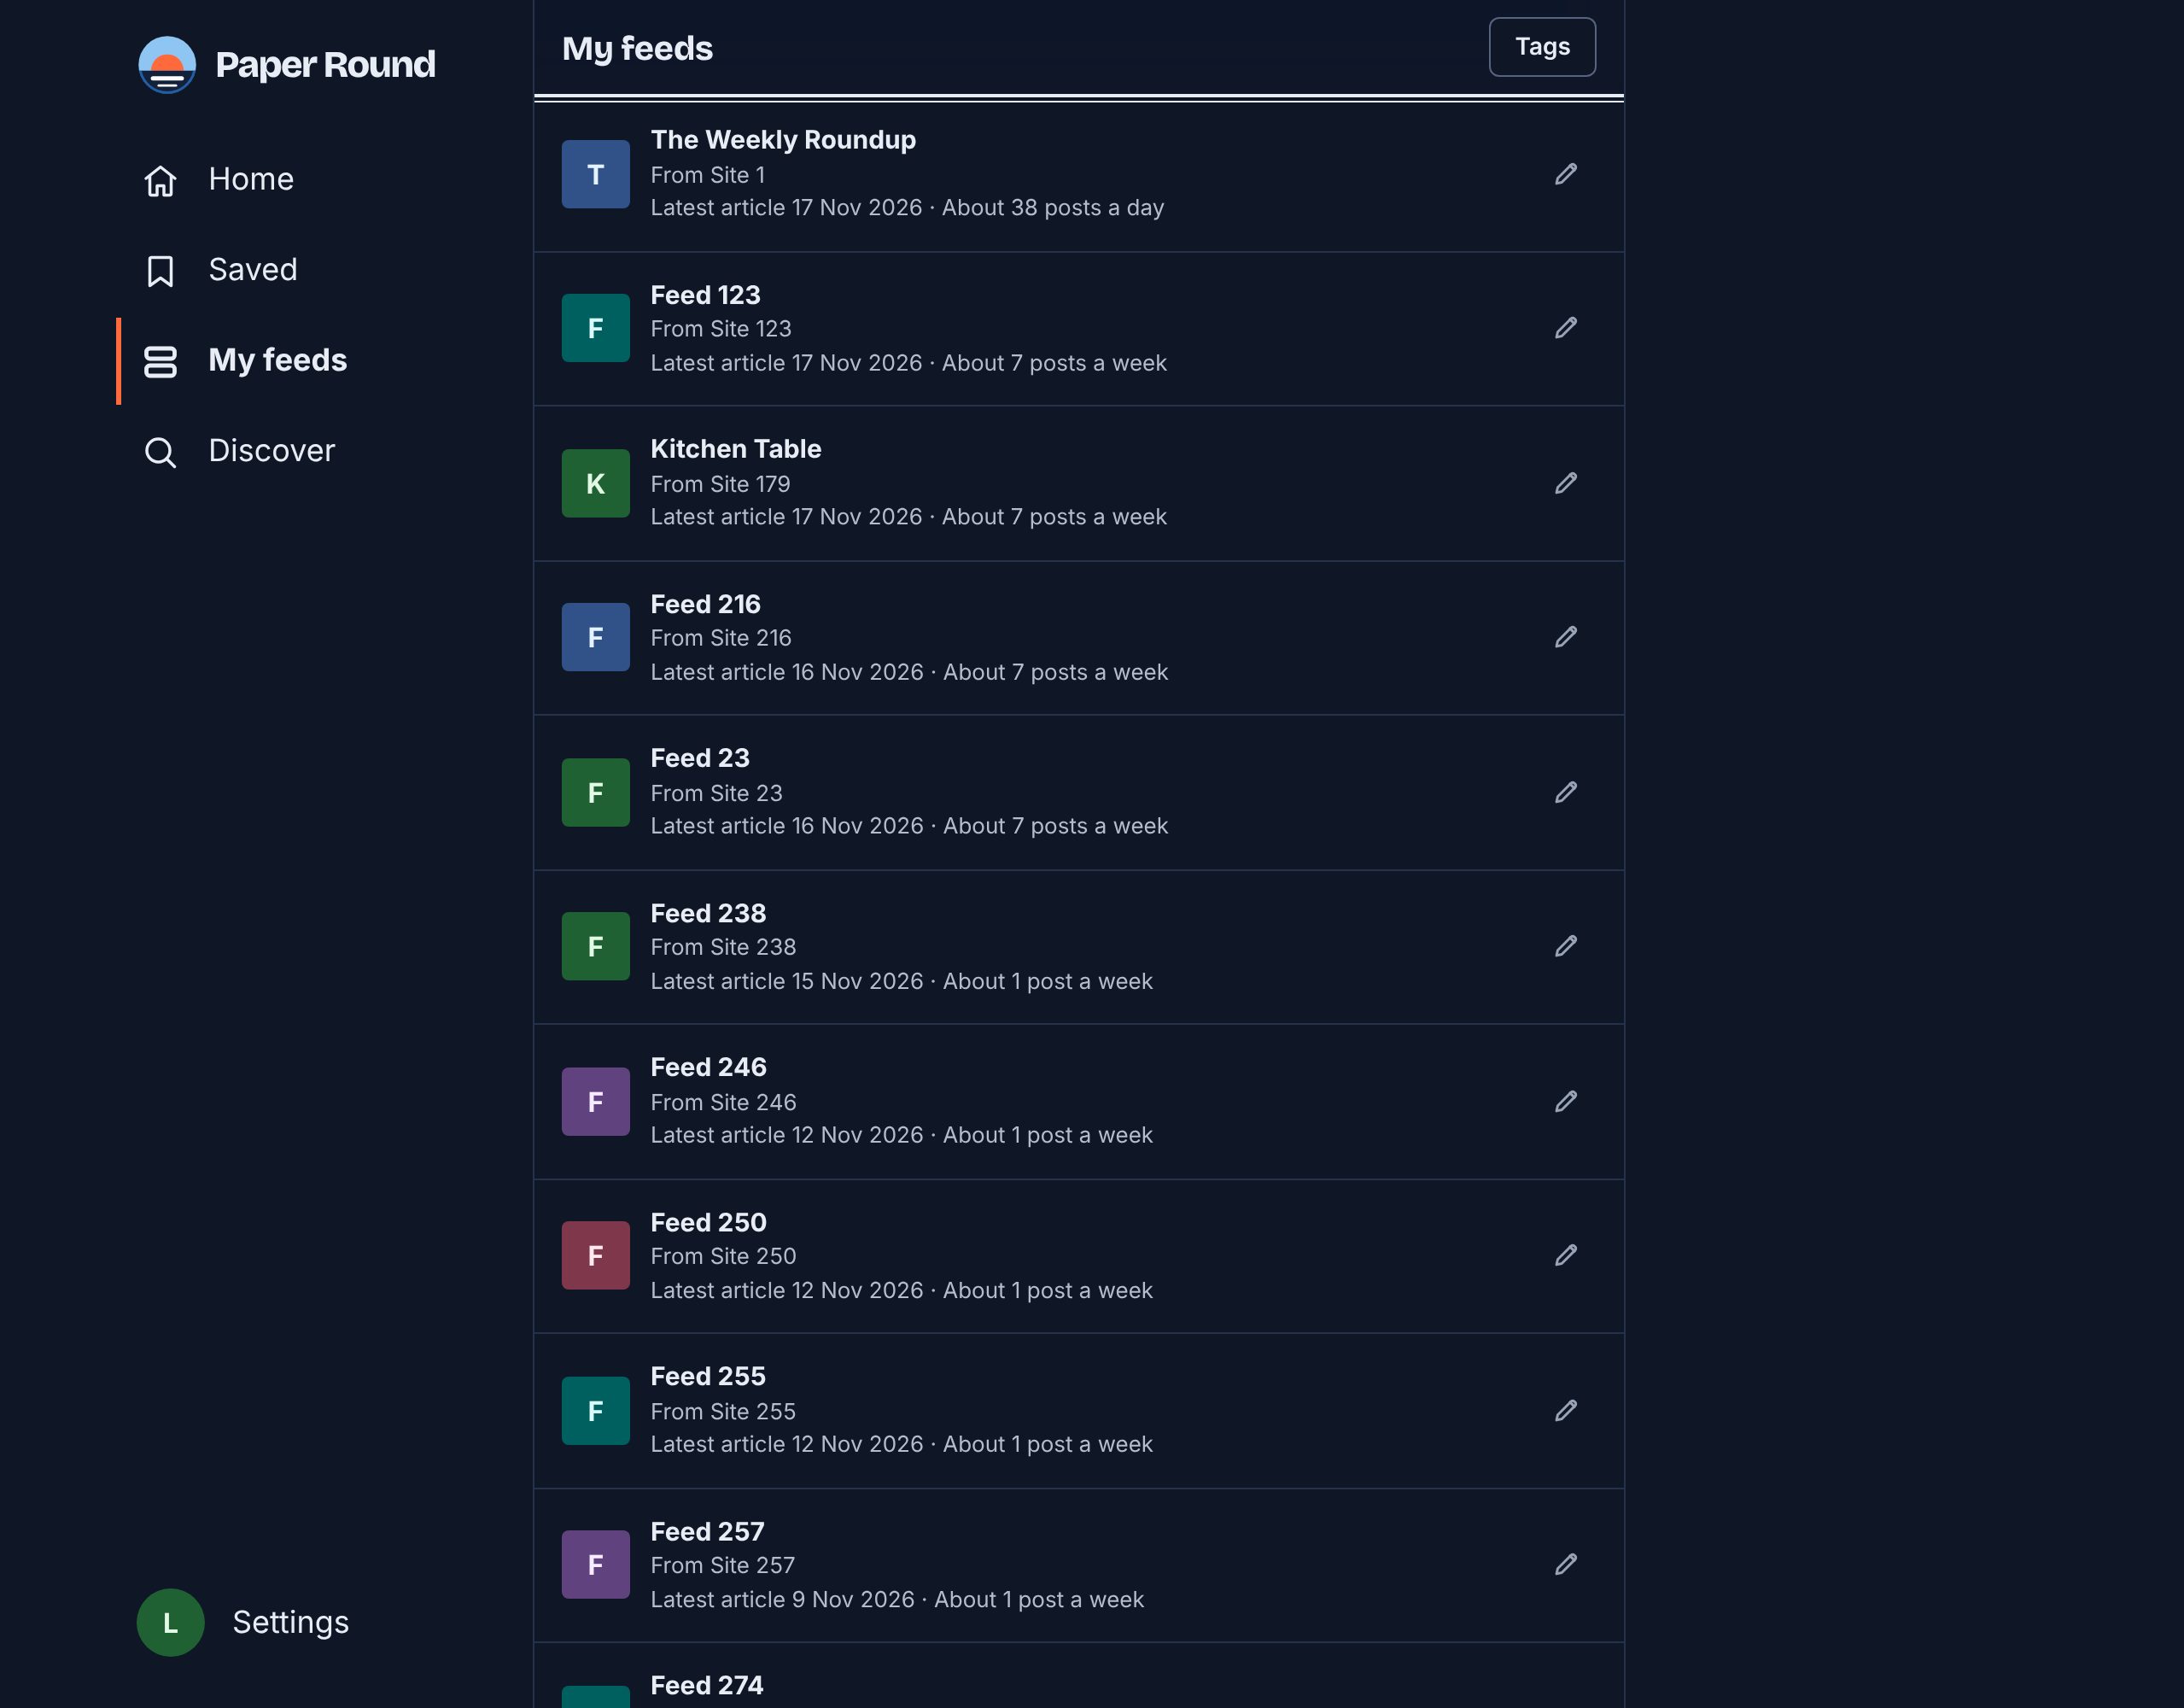 Paper Round
Home
Saved
My feeds
Discover
L
Settings
My feeds
Tags
T
The Weekly Roundup
From Site 1
Latest article 17 Nov 2026 · About 38 posts a day
F
Feed 123
From Site 123
Latest article 17 Nov 2026 · About 7 posts a week
K
Kitchen Table
From Site 179
Latest article 17 Nov 2026 · About 7 posts a week
F
Feed 216
From Site 216
Latest article 16 Nov 2026 · About 7 posts a week
F
Feed 23
From Site 23
Latest article 16 Nov 2026 · About 7 posts a week
F
Feed 238
From Site 238
Latest article 15 Nov 2026 · About 1 post a week
F
Feed 246
From Site 246
Latest article 12 Nov 2026 · About 1 post a week
F
Feed 250
From Site 250
Latest article 12 Nov 2026 · About 1 post a week
F
Feed 255
From Site 255
Latest article 12 Nov 2026 · About 1 post a week
F
Feed 257
From Site 257
Latest article 9 Nov 2026 · About 1 post a week
Feed 274